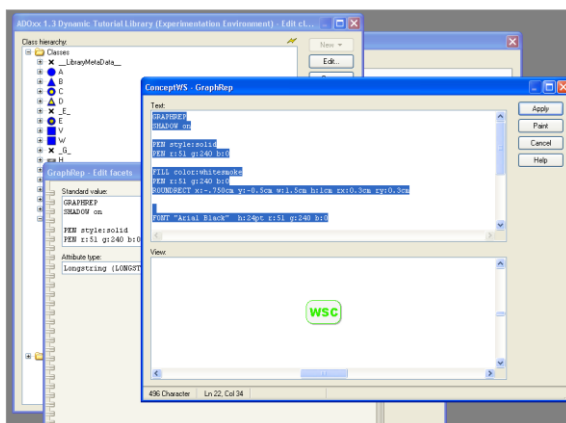 ADOxx 1.3 Dynamic Tutorial Library (Experimentation Environment) - Edit cl...
Class hierarchy:
New
Edit...
Classes
__LibraryMetaData__
A
B
C
D
_E_
E
V
W
_G_
H
GraphRep - Edit facets
Standard value:
GRAPHREP
SHADOW on
PEN style:solid
PEN r:51 g:240 b:0
Attribute type:
Longstring (LONGST
ConceptWS - GraphRep
Text:
GRAPHREP
SHADOW on
PEN style:solid
PEN r:51 g:240 b:0
FILL color:whitesmoke
PEN r:51 g:240 b:0
ROUNDRECT x:-.750cm y:-0.5cm w:1.5cm h:1cm rx:0.3cm ry:0.3cm
FONT "Arial Black" h:24pt r:51 g:240 b:0
Apply
Paint
Cancel
Help
View:
WSC
496 Character
Ln 22, Col 34